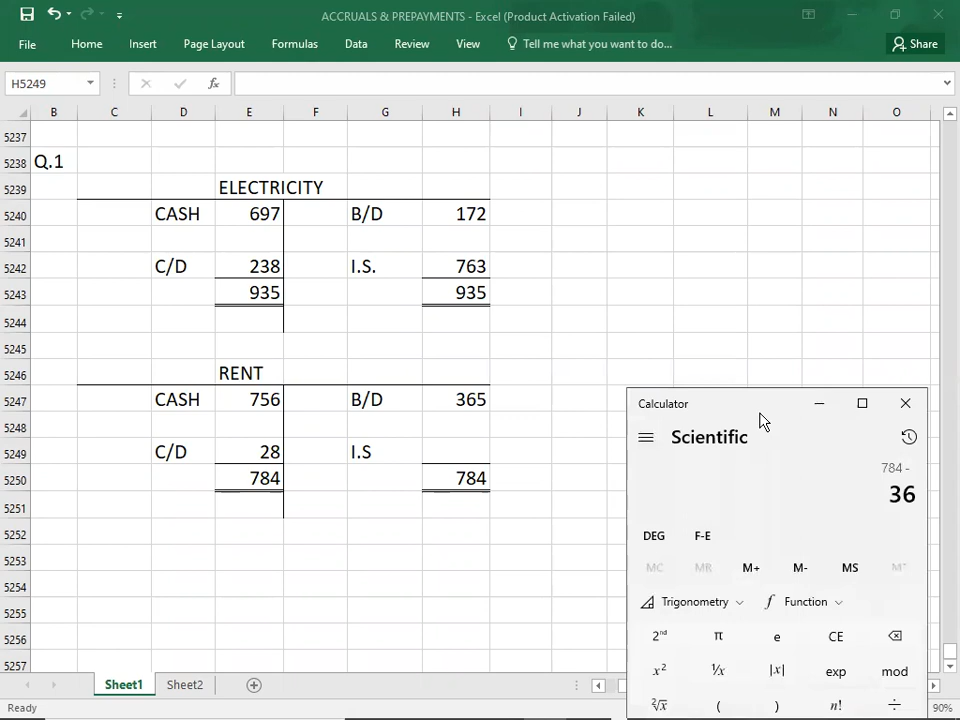 ACCRUALS & PREPAYMENTS - Excel (Product Activation Failed)
File Home Insert Page Layout Formulas Data Review View Tell me what you want to do... Share
H5249 fx
B C D E F G H I J K L M N O
5237
5238 Q.1
5239 ELECTRICITY
5240 CASH 697 B/D 172
5241
5242 C/D 238 I.S. 763
5243 935 935
5244
5245
5246 RENT
5247 CASH 756 B/D 365
5248
5249 C/D 28 I.S
5250 784 784
5251
5252
5253
5254
5255
5256
5257
Calculator
Scientific
784 -
36
DEG F-E
MC MR M+ M- MS M˅
Trigonometry f Function
2ⁿᵈ π e CE
x² ¹/x |x| exp mod
²√x ( ) n! ÷
Sheet1 Sheet2
Ready 90%